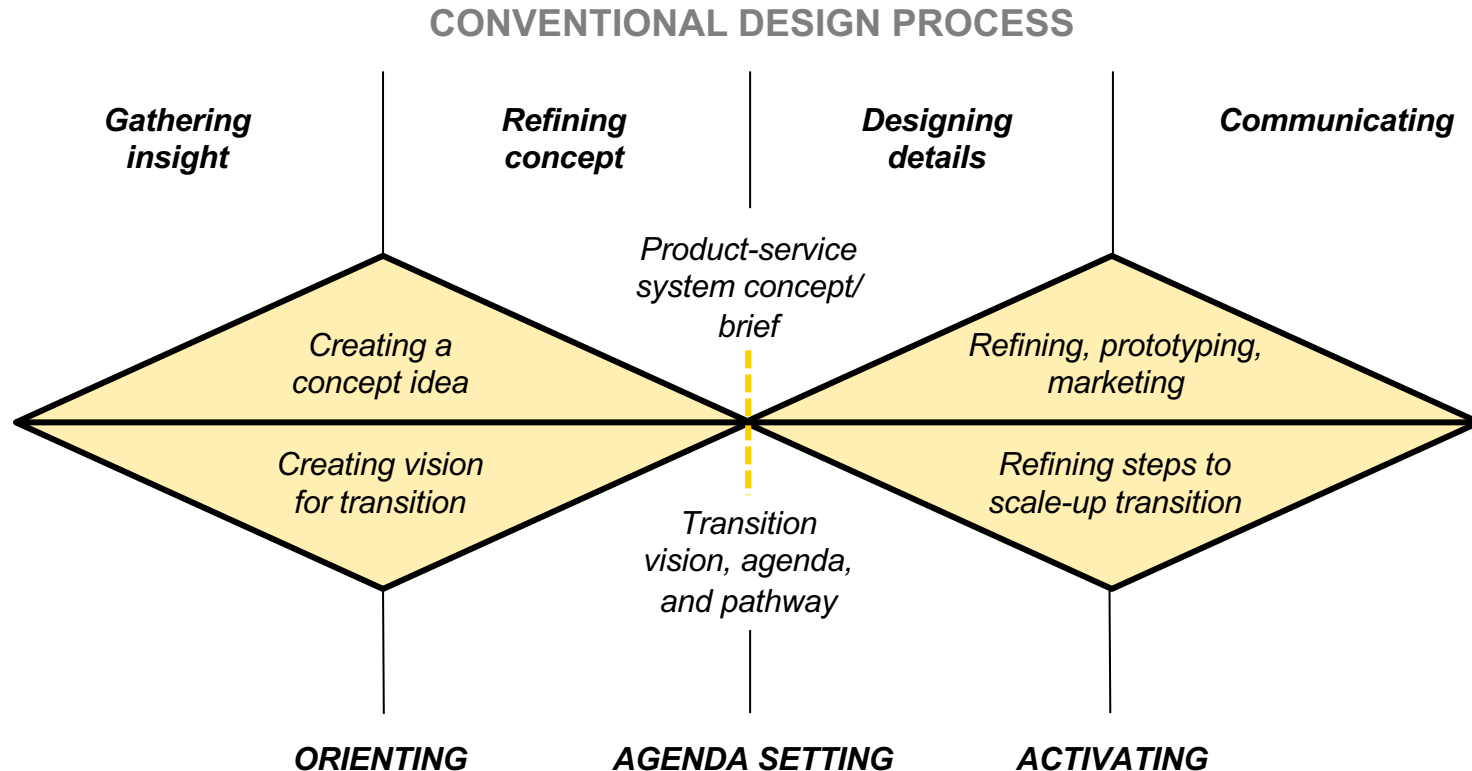 CONVENTIONAL DESIGN PROCESS
Gathering
insight
Refining
concept
Designing
details
Communicating
Product-service
system concept/
brief
Creating a
concept idea
Refining, prototyping,
marketing
Creating vision
for transition
Refining steps to
scale-up transition
Transition
vision, agenda,
and pathway
ORIENTING
AGENDA SETTING
ACTIVATING